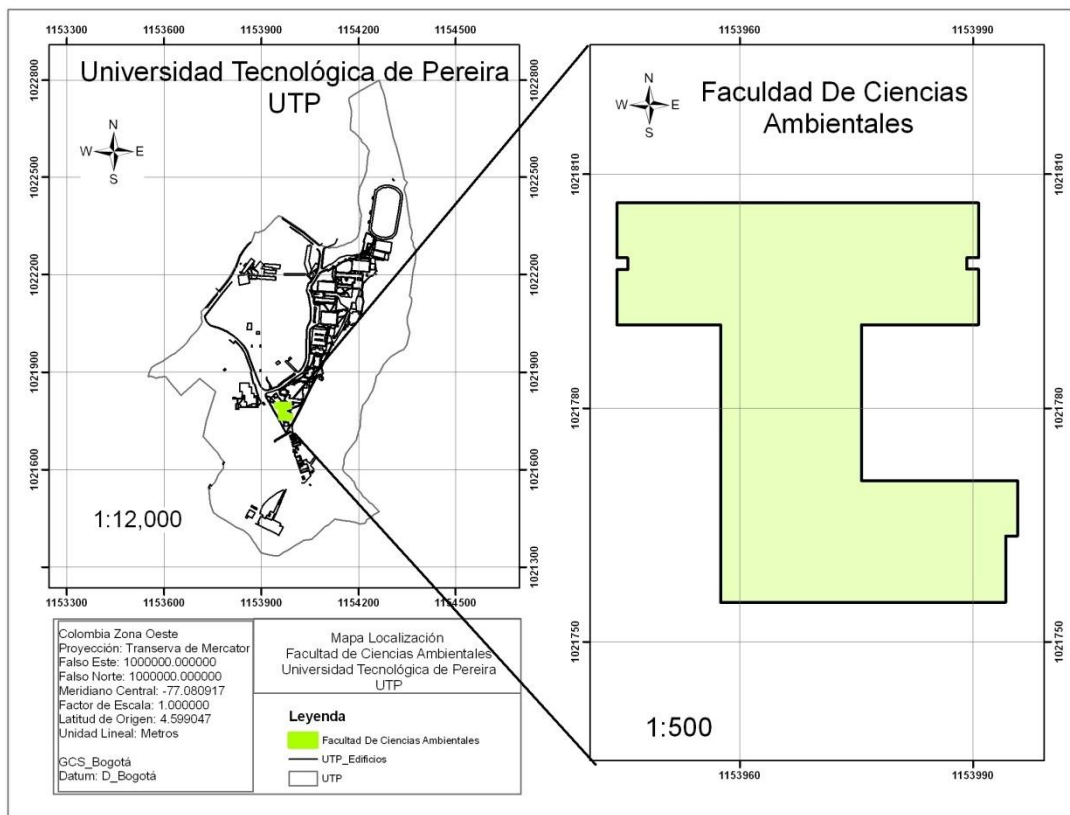 1153300 1153600 1153900 1154200 1154500
1022800
1022500
1022200
1021900
1021600
1021300
Universidad Tecnológica de Pereira
UTP
N
W E
S
1:12,000
1022800
1022500
1022200
1021900
1021600
1021300
1153300 1153600 1153900 1154200 1154500
1153960 1153990
1021810
1021780
1021750
N
W E
S
Faculdad De Ciencias
Ambientales
1:500
1021810
1021780
1021750
1153960 1153990
Colombia Zona Oeste
Proyección: Transerva de Mercator
Falso Este: 1000000.000000
Falso Norte: 1000000.000000
Meridiano Central: -77.080917
Factor de Escala: 1.000000
Latitud de Origen: 4.599047
Unidad Lineal: Metros
GCS_Bogotá
Datum: D_Bogotá
Mapa Localización
Facultad de Ciencias Ambientales
Universidad Tecnológica de Pereira
UTP
Leyenda
Facultad De Ciencias Ambientales
UTP_Edificios
UTP